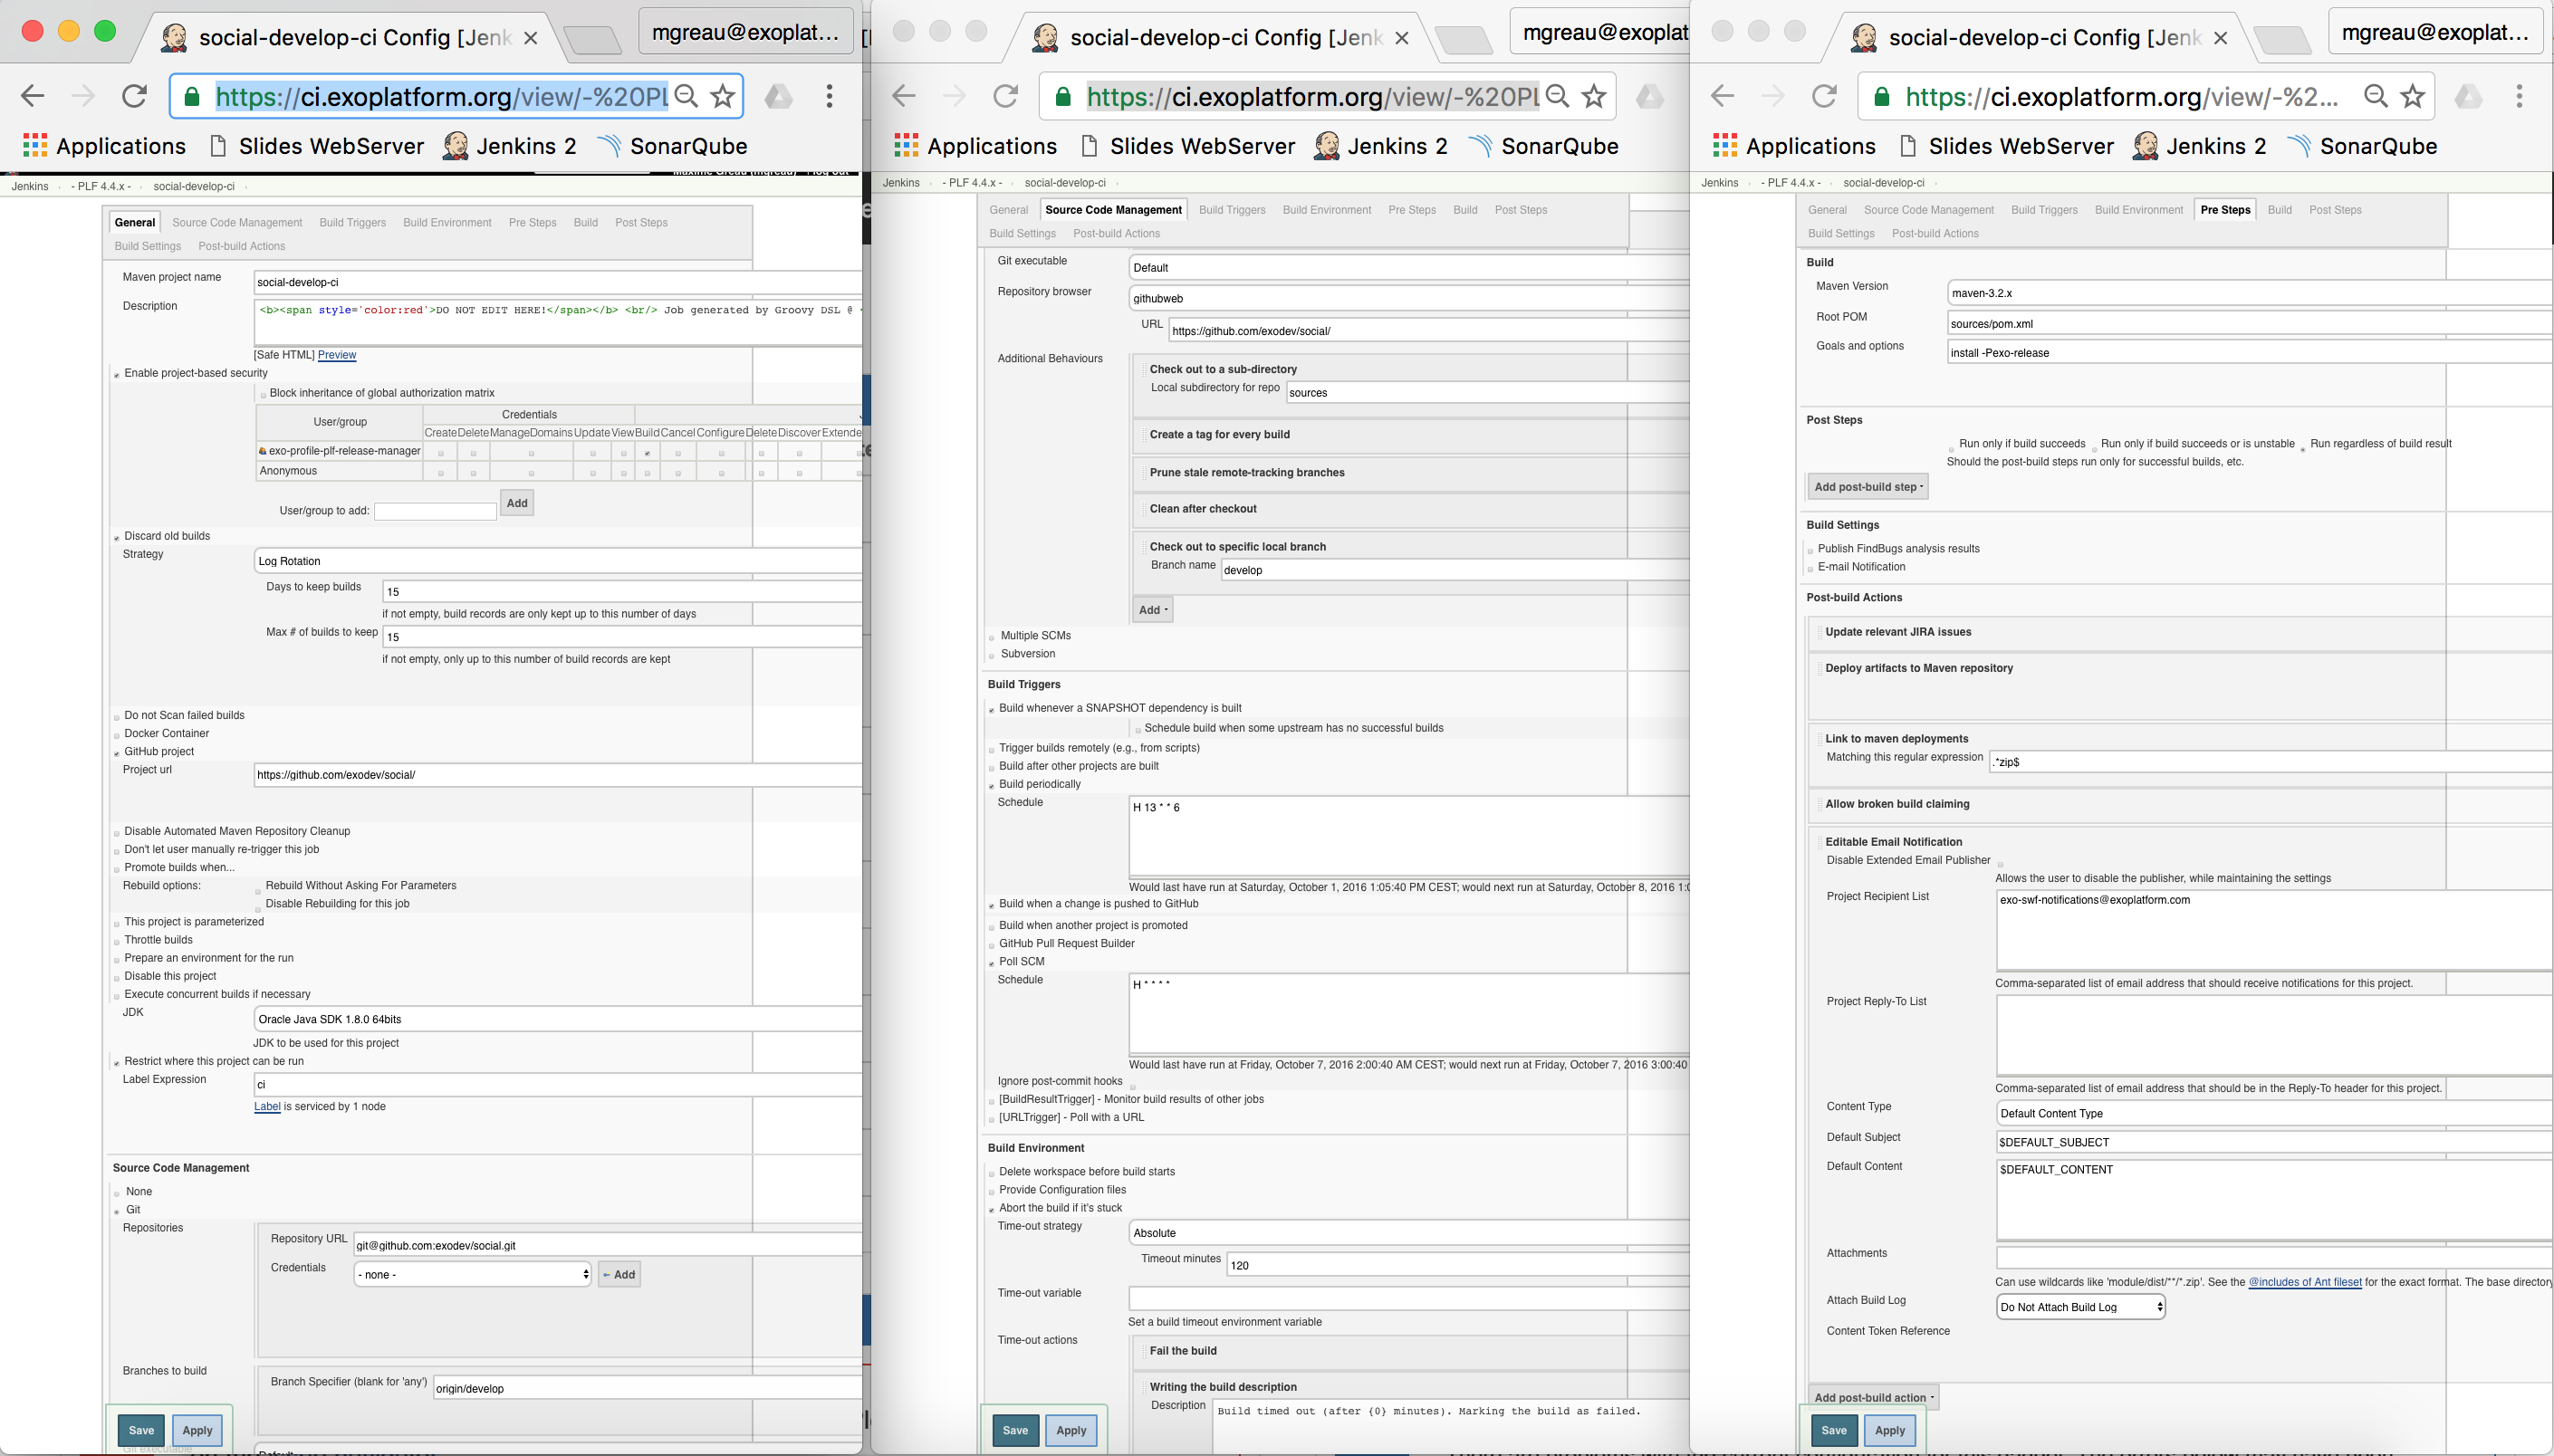 social-develop-ci Config [Jenk
mgreau@exoplat...
https://ci.exoplatform.org/view/-%20PL
Applications Slides WebServer Jenkins 2 SonarQube
Jenkins - PLF 4.4.x - social-develop-ci
General Source Code Management Build Triggers Build Environment Pre Steps Build Post Steps
Build Settings Post-build Actions
Maven project name social-develop-ci
Description <b><span style='color:red'>DO NOT EDIT HERE!</span></b> <br/> Job generated by Groovy DSL @
[Safe HTML] Preview
Enable project-based security
Block inheritance of global authorization matrix
User/group Credentials
Create Delete ManageDomains Update View Build Cancel Configure Delete Discover Extende
exo-profile-plf-release-manager
Anonymous
User/group to add: Add
Discard old builds
Strategy Log Rotation
Days to keep builds 15
if not empty, build records are only kept up to this number of days
Max # of builds to keep 15
if not empty, only up to this number of build records are kept
Do not Scan failed builds
Docker Container
GitHub project
Project url https://github.com/exodev/social/
Disable Automated Maven Repository Cleanup
Don't let user manually re-trigger this job
Promote builds when...
Rebuild options: Rebuild Without Asking For Parameters
Disable Rebuilding for this job
This project is parameterized
Throttle builds
Prepare an environment for the run
Disable this project
Execute concurrent builds if necessary
JDK Oracle Java SDK 1.8.0 64bits
JDK to be used for this project
Restrict where this project can be run
Label Expression ci
Label is serviced by 1 node
Source Code Management
None
Git
Repositories
Repository URL git@github.com:exodev/social.git
Credentials - none - Add
Branches to build
Branch Specifier (blank for 'any') origin/develop
Save Apply
social-develop-ci Config [Jenk
mgreau@exoplat
https://ci.exoplatform.org/view/-%20PL
Applications Slides WebServer Jenkins 2 SonarQube
Jenkins - PLF 4.4.x - social-develop-ci
General Source Code Management Build Triggers Build Environment Pre Steps Build Post Steps
Build Settings Post-build Actions
Git executable Default
Repository browser githubweb
URL https://github.com/exodev/social/
Additional Behaviours
Check out to a sub-directory
Local subdirectory for repo sources
Create a tag for every build
Prune stale remote-tracking branches
Clean after checkout
Check out to specific local branch
Branch name develop
Add
Multiple SCMs
Subversion
Build Triggers
Build whenever a SNAPSHOT dependency is built
Schedule build when some upstream has no successful builds
Trigger builds remotely (e.g., from scripts)
Build after other projects are built
Build periodically
Schedule H 13 * * 6
Would last have run at Saturday, October 1, 2016 1:05:40 PM CEST; would next run at Saturday, October 8, 2016 1:0
Build when a change is pushed to GitHub
Build when another project is promoted
GitHub Pull Request Builder
Poll SCM
Schedule H * * * *
Would last have run at Friday, October 7, 2016 2:00:40 AM CEST; would next run at Friday, October 7, 2016 3:00:40
Ignore post-commit hooks
[BuildResultTrigger] - Monitor build results of other jobs
[URLTrigger] - Poll with a URL
Build Environment
Delete workspace before build starts
Provide Configuration files
Abort the build if it's stuck
Time-out strategy Absolute
Timeout minutes 120
Time-out variable
Set a build timeout environment variable
Time-out actions
Fail the build
Writing the build description
Description Build timed out (after {0} minutes). Marking the build as failed.
Save Apply
social-develop-ci Config [Jenk
mgreau@exoplat...
https://ci.exoplatform.org/view/-%2...
Applications Slides WebServer Jenkins 2 SonarQube
Jenkins - PLF 4.4.x - social-develop-ci
General Source Code Management Build Triggers Build Environment Pre Steps Build Post Steps
Build Settings Post-build Actions
Build
Maven Version maven-3.2.x
Root POM sources/pom.xml
Goals and options install -Pexo-release
Post Steps
Run only if build succeeds Run only if build succeeds or is unstable Run regardless of build result
Should the post-build steps run only for successful builds, etc.
Add post-build step
Build Settings
Publish FindBugs analysis results
E-mail Notification
Post-build Actions
Update relevant JIRA issues
Deploy artifacts to Maven repository
Link to maven deployments
Matching this regular expression .*zip$
Allow broken build claiming
Editable Email Notification
Disable Extended Email Publisher
Allows the user to disable the publisher, while maintaining the settings
Project Recipient List exo-swf-notifications@exoplatform.com
Comma-separated list of email address that should receive notifications for this project.
Project Reply-To List
Comma-separated list of email address that should be in the Reply-To header for this project.
Content Type Default Content Type
Default Subject $DEFAULT_SUBJECT
Default Content $DEFAULT_CONTENT
Attachments
Can use wildcards like 'module/dist/**/*.zip'. See the @includes of Ant fileset for the exact format. The base directory
Attach Build Log Do Not Attach Build Log
Content Token Reference
Add post-build action
Save Apply